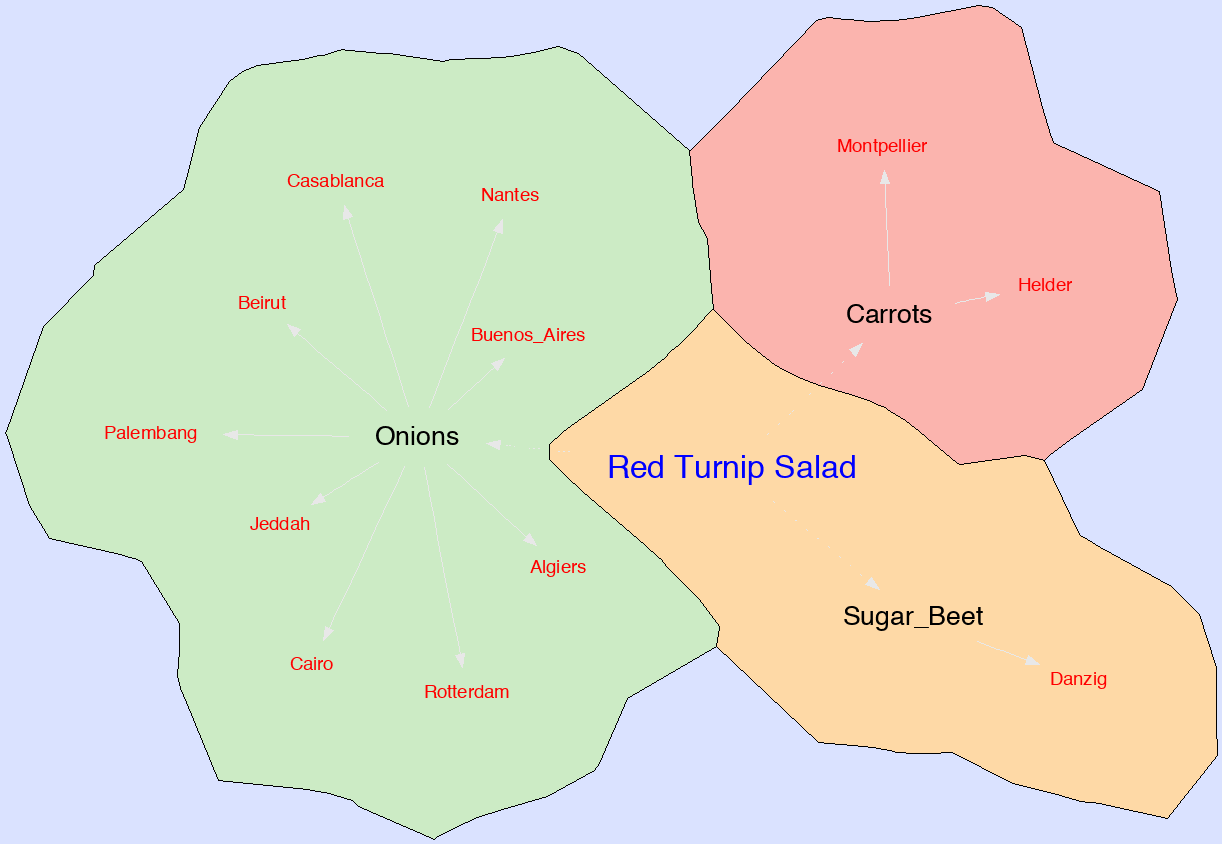 Montpellier
Casablanca
Nantes
Helder
Beirut
Carrots
Buenos_Aires
Palembang
Onions
Red Turnip Salad
Jeddah
Algiers
Sugar_Beet
Cairo
Danzig
Rotterdam